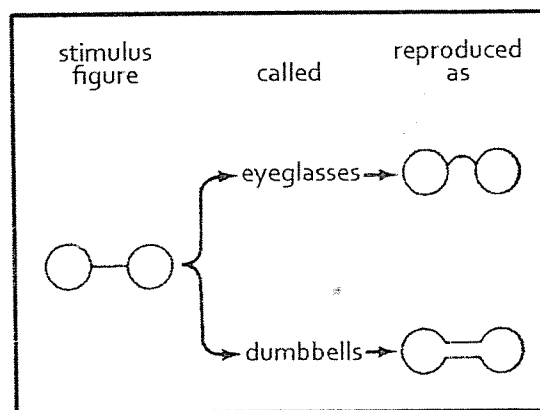 stimulus
figure
called
reproduced
as
eyeglasses
dumbbells